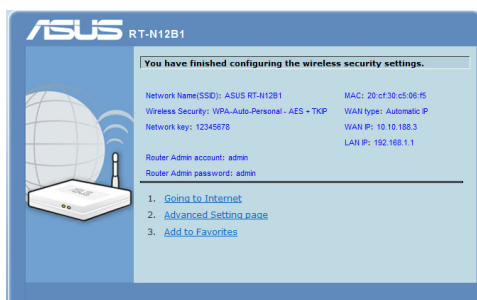 ASUS RT-N12B1
You have finished configuring the wireless security settings.
Network Name(SSID): ASUS RT-N12B1
MAC: 20:cf:30:c5:06:f5
Wireless Security: WPA-Auto-Personal - AES + TKIP
WAN type: Automatic IP
Network key: 12345678
WAN IP: 10.10.188.3
LAN IP: 192.168.1.1
Router Admin account: admin
Router Admin password: admin
1. Going to Internet
2. Advanced Setting page
3. Add to Favorites
ASUS